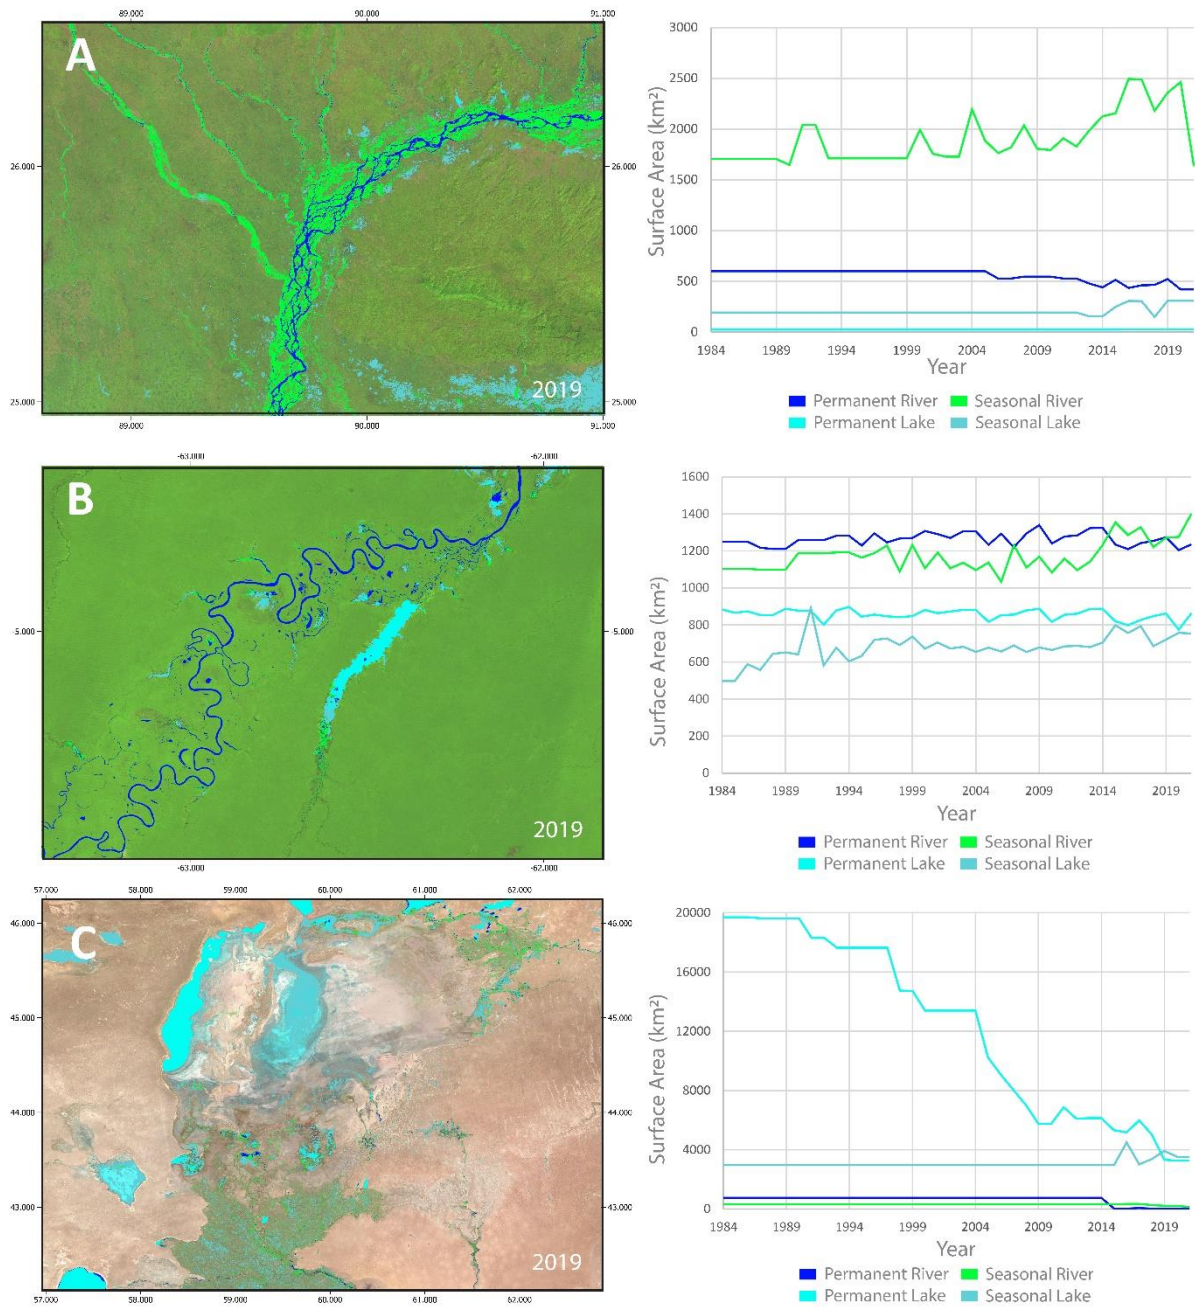 89.000 90.000 91.000
A
26.000 26.000
25.000 25.000
2019
89.000 90.000 91.000
3000
2500
2000
1500
1000
500
0
Surface Area (km²)
1984 1989 1994 1999 2004 2009 2014 2019
Year
Permanent River Seasonal River
Permanent Lake Seasonal Lake
-63.000 -62.000
B
-5.000 -5.000
2019
-63.000 -62.000
1600
1400
1200
1000
800
600
400
200
0
Surface Area (km²)
1984 1989 1994 1999 2004 2009 2014 2019
Year
Permanent River Seasonal River
Permanent Lake Seasonal Lake
57.000 58.000 59.000 60.000 61.000 62.000
C
46.000 46.000
45.000 45.000
44.000 44.000
43.000 43.000
2019
57.000 58.000 59.000 60.000 61.000 62.000
20000
16000
12000
8000
4000
0
Surface Area (km²)
1984 1989 1994 1999 2004 2009 2014 2019
Year
Permanent River Seasonal River
Permanent Lake Seasonal Lake